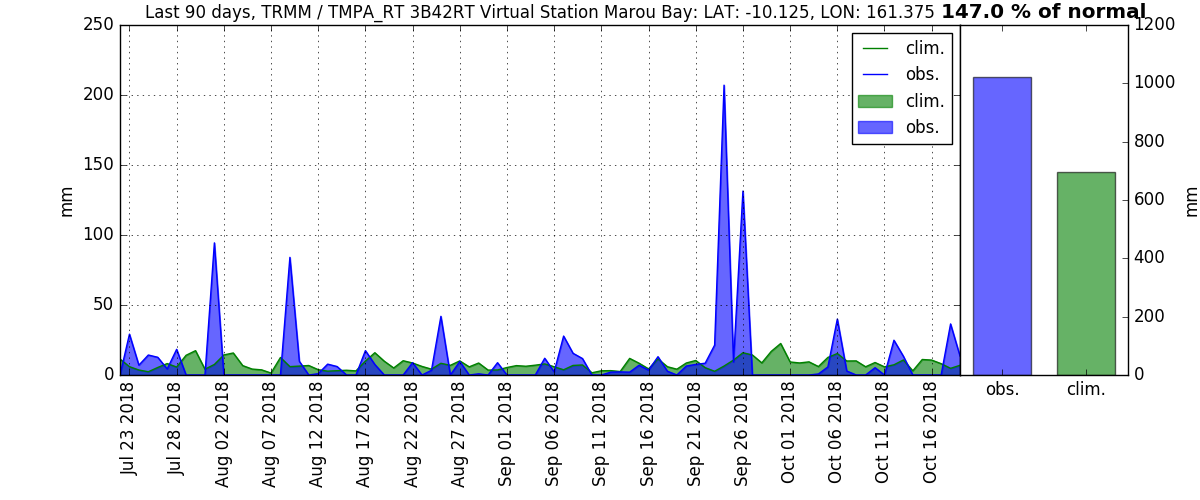 Last 90 days, TRMM / TMPA_RT 3B42RT Virtual Station Marou Bay: LAT: -10.125, LON: 161.375 147.0 % of normal
250
200
150
100
50
0
mm
clim.
obs.
clim.
obs.
1200
1000
800
600
400
200
0
mm
Jul 23 2018
Jul 28 2018
Aug 02 2018
Aug 07 2018
Aug 12 2018
Aug 17 2018
Aug 22 2018
Aug 27 2018
Sep 01 2018
Sep 06 2018
Sep 11 2018
Sep 16 2018
Sep 21 2018
Sep 26 2018
Oct 01 2018
Oct 06 2018
Oct 11 2018
Oct 16 2018
obs.
clim.